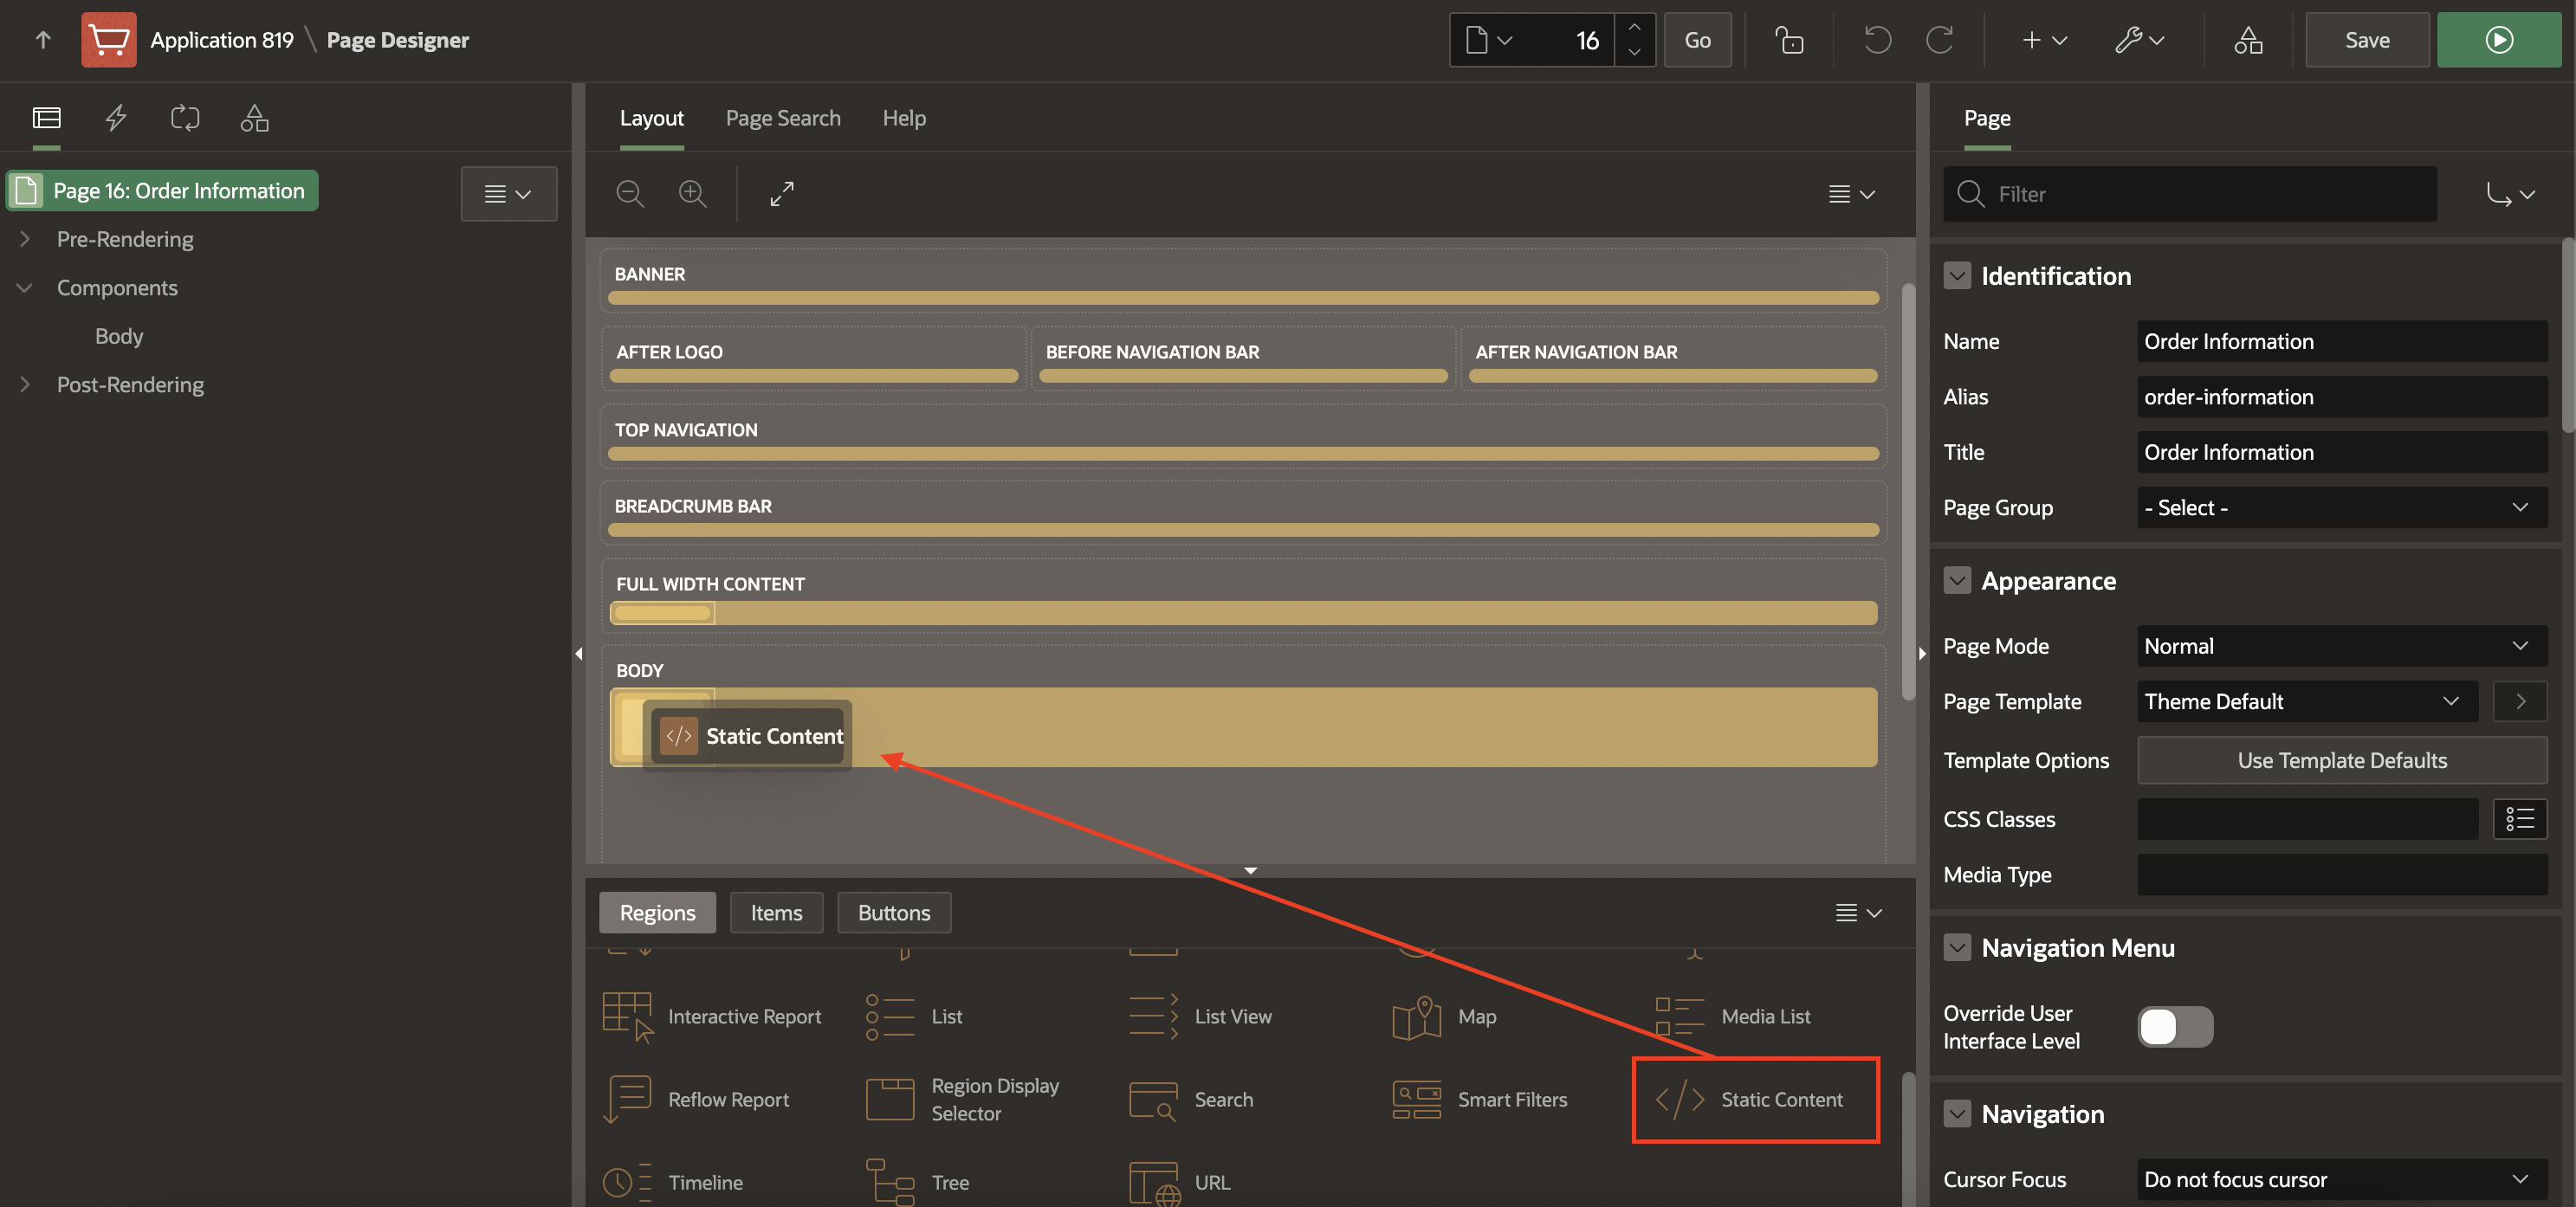 Application 819 \ Page Designer
16
Go
Save
Page 16: Order Information
Pre-Rendering
Components
Body
Post-Rendering
Layout
Page Search
Help
BANNER
AFTER LOGO
BEFORE NAVIGATION BAR
AFTER NAVIGATION BAR
TOP NAVIGATION
BREADCRUMB BAR
FULL WIDTH CONTENT
BODY
</> Static Content
Regions
Items
Buttons
Interactive Report
List
List View
Map
Media List
Reflow Report
Region Display
Selector
Search
Smart Filters
</> Static Content
Timeline
Tree
URL
Page
Filter
Identification
Name
Order Information
Alias
order-information
Title
Order Information
Page Group
- Select -
Appearance
Page Mode
Normal
Page Template
Theme Default
Template Options
Use Template Defaults
CSS Classes
Media Type
Navigation Menu
Override User
Interface Level
Navigation
Cursor Focus
Do not focus cursor